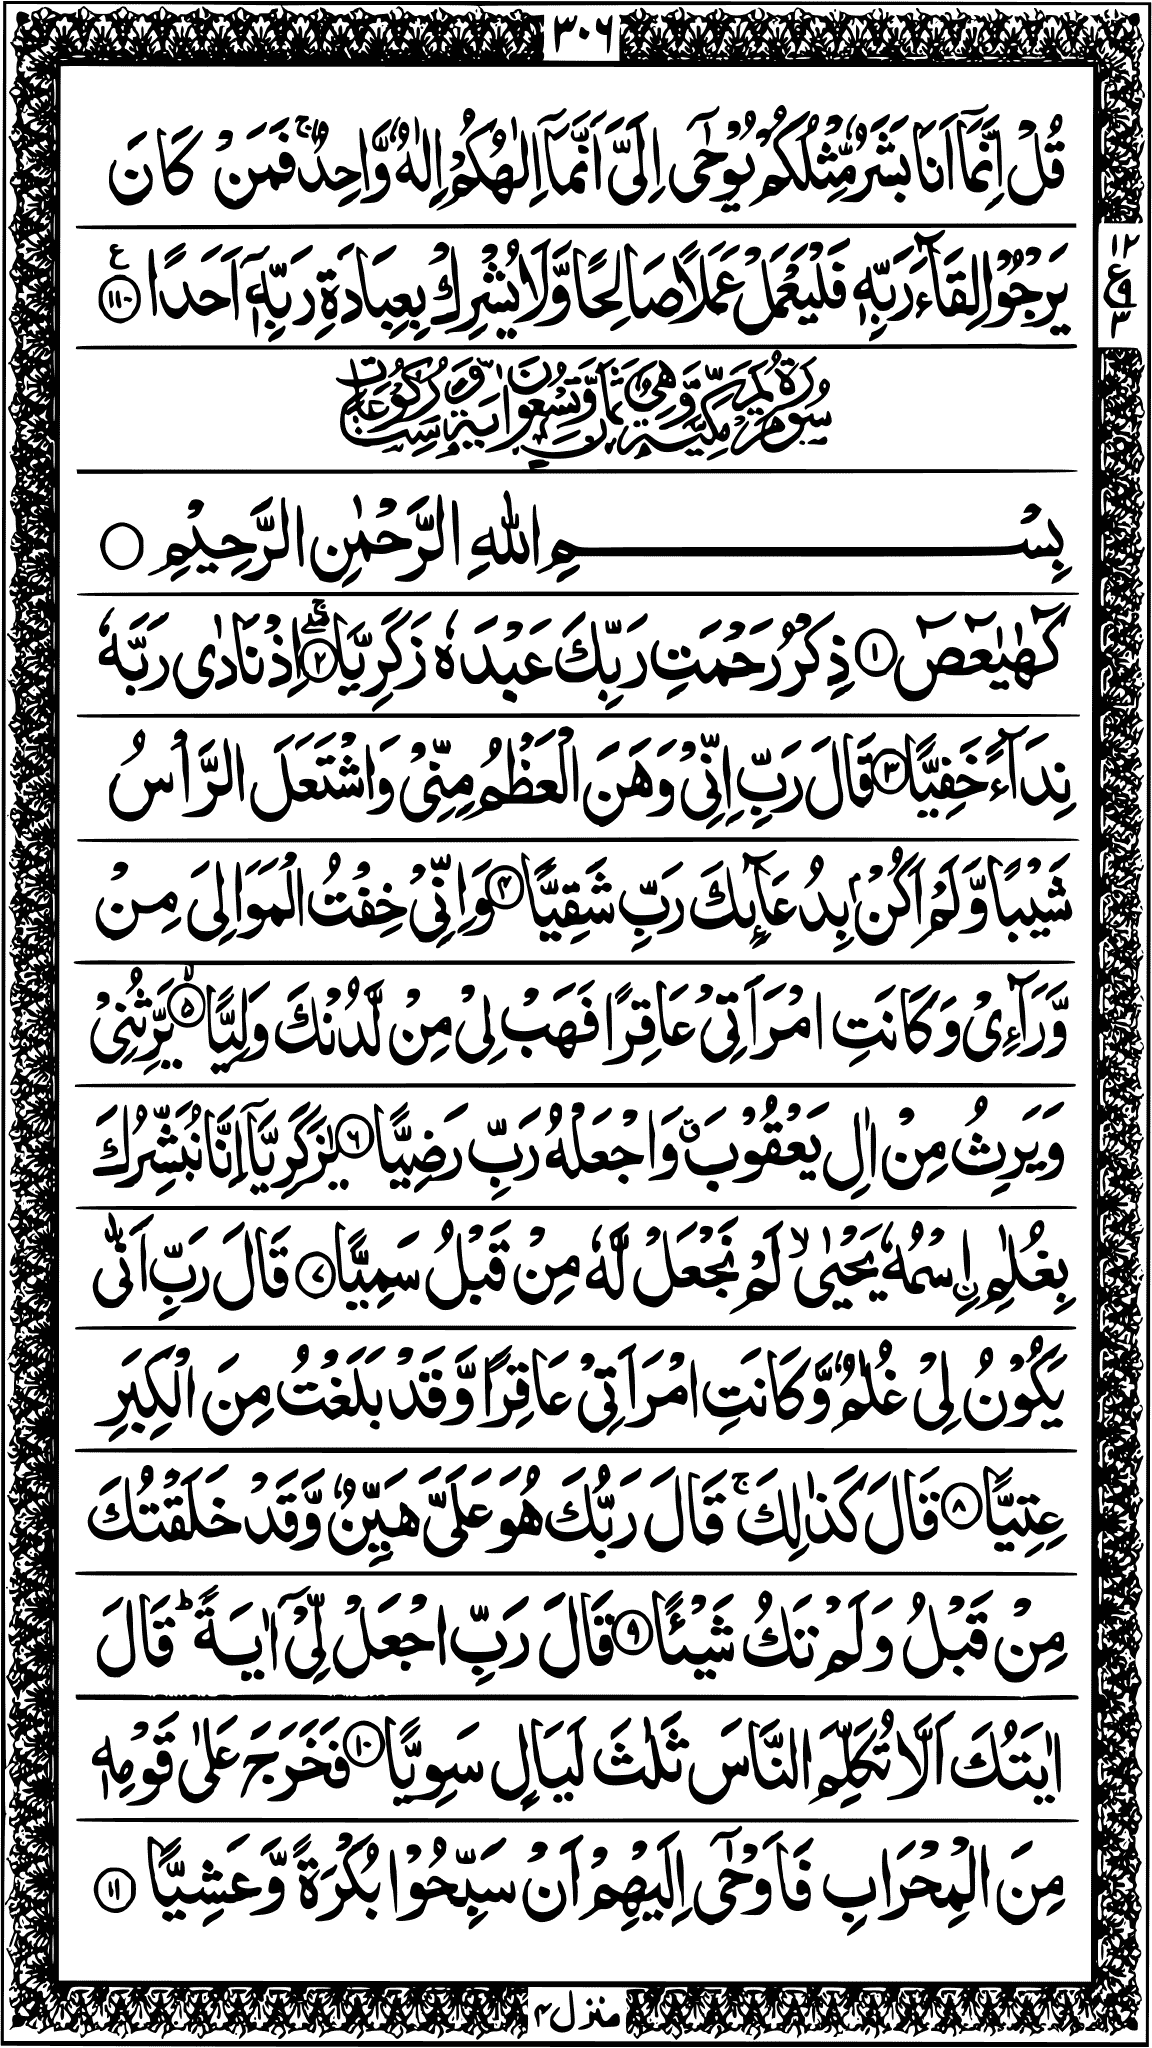 ٣٠٦
قُلْ اِنَّمَآ اَنَا بَشَرٌ مِّثْلُكُمْ يُوْحٰٓى اِلَىَّ اَنَّمَآ اِلٰهُكُمْ اِلٰهٌ وَّاحِدٌ ۚ فَمَنْ كَانَ
يَرْجُوْا لِقَآءَ رَبِّهٖ فَلْيَعْمَلْ عَمَلًا صَالِحًا وَّلَا يُشْرِكْ بِعِبَادَةِ رَبِّهٖٓ اَحَدًا ﴿١١٠﴾ ع
١٢
ع ٩
٣
سُوْرَةُ مَرْيَمَ مَكِّيَّةٌ وَّهِىَ ثَمَانٌ وَّتِسْعُوْنَ اٰيَةً وَّسِتُّ رُكُوْعَاتٍ
بِسْمِ اللّٰهِ الرَّحْمٰنِ الرَّحِيْمِ ۝
كٓهٰيٰعٓصٓ ﴿١﴾ ذِكْرُ رَحْمَتِ رَبِّكَ عَبْدَهٗ زَكَرِيَّا ۖۚ ﴿٢﴾ اِذْ نَادٰى رَبَّهٗ
نِدَآءً خَفِيًّا ﴿٣﴾ قَالَ رَبِّ اِنِّىْ وَهَنَ الْعَظْمُ مِنِّىْ وَاشْتَعَلَ الرَّاْسُ
شَيْبًا وَّلَمْ اَكُنْۢ بِدُعَآئِكَ رَبِّ شَقِيًّا ﴿٤﴾ وَاِنِّىْ خِفْتُ الْمَوَالِىَ مِنْ
وَّرَآءِىْ وَكَانَتِ امْرَاَتِىْ عَاقِرًا فَهَبْ لِىْ مِنْ لَّدُنْكَ وَلِيًّا ۙ ﴿٥﴾ يَّرِثُنِىْ
وَيَرِثُ مِنْ اٰلِ يَعْقُوْبَ ۖ وَاجْعَلْهُ رَبِّ رَضِيًّا ﴿٦﴾ يٰزَكَرِيَّآ اِنَّا نُبَشِّرُكَ
بِغُلٰمِ ۨاسْمُهٗ يَحْيٰى ۙ لَمْ نَجْعَلْ لَّهٗ مِنْ قَبْلُ سَمِيًّا ﴿٧﴾ قَالَ رَبِّ اَنّٰى
يَكُوْنُ لِىْ غُلٰمٌ وَّكَانَتِ امْرَاَتِىْ عَاقِرًا وَّقَدْ بَلَغْتُ مِنَ الْكِبَرِ
عِتِيًّا ﴿٨﴾ قَالَ كَذٰلِكَ ۚ قَالَ رَبُّكَ هُوَ عَلَىَّ هَيِّنٌ وَّقَدْ خَلَقْتُكَ
مِنْ قَبْلُ وَلَمْ تَكُ شَيْـًٔا ﴿٩﴾ قَالَ رَبِّ اجْعَلْ لِّىْٓ اٰيَةً ؕ قَالَ
اٰيَتُكَ اَلَّا تُكَلِّمَ النَّاسَ ثَلٰثَ لَيَالٍ سَوِيًّا ﴿١٠﴾ فَخَرَجَ عَلٰى قَوْمِهٖ
مِنَ الْمِحْرَابِ فَاَوْحٰٓى اِلَيْهِمْ اَنْ سَبِّحُوْا بُكْرَةً وَّعَشِيًّا ﴿١١﴾
منزل ٤